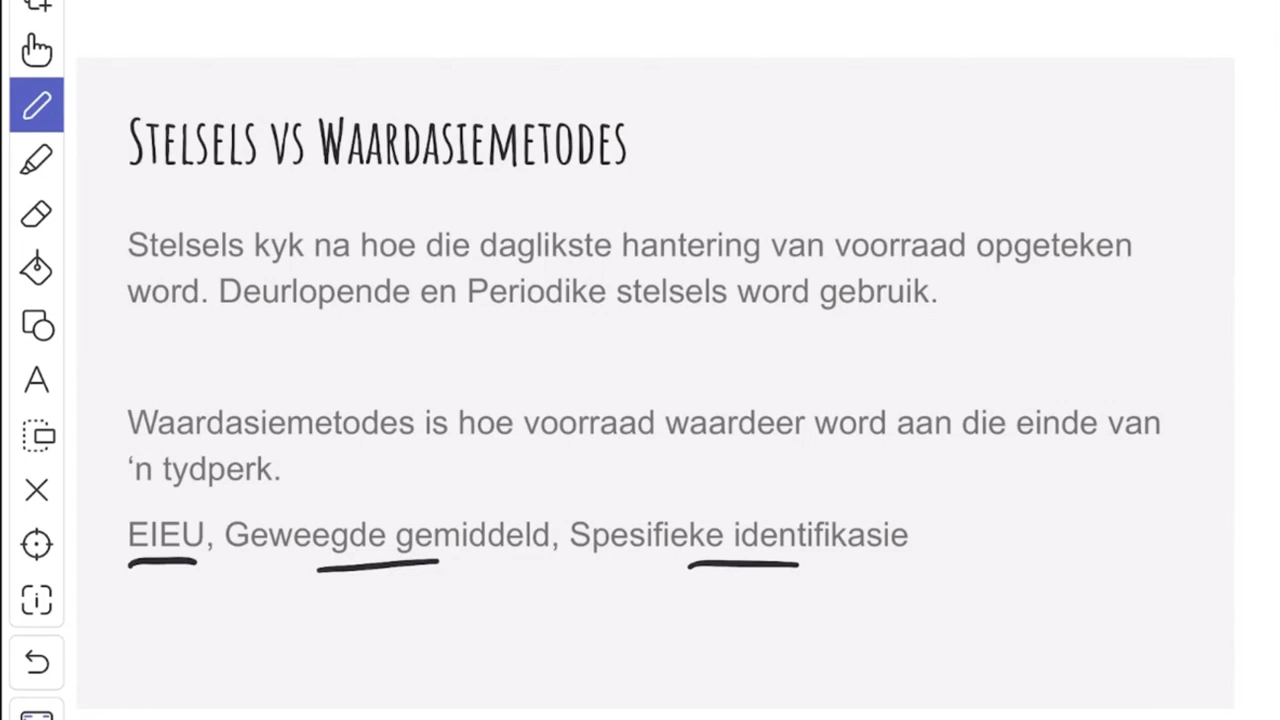 Stelsels vs Waardasiemetodes
Stelsels kyk na hoe die daglikste hantering van voorraad opgeteken
word. Deurlopende en Periodike stelsels word gebruik.
Waardasiemetodes is hoe voorraad waardeer word aan die einde van
‘n tydperk.
EIEU, Geweegde gemiddeld, Spesifieke identifikasie